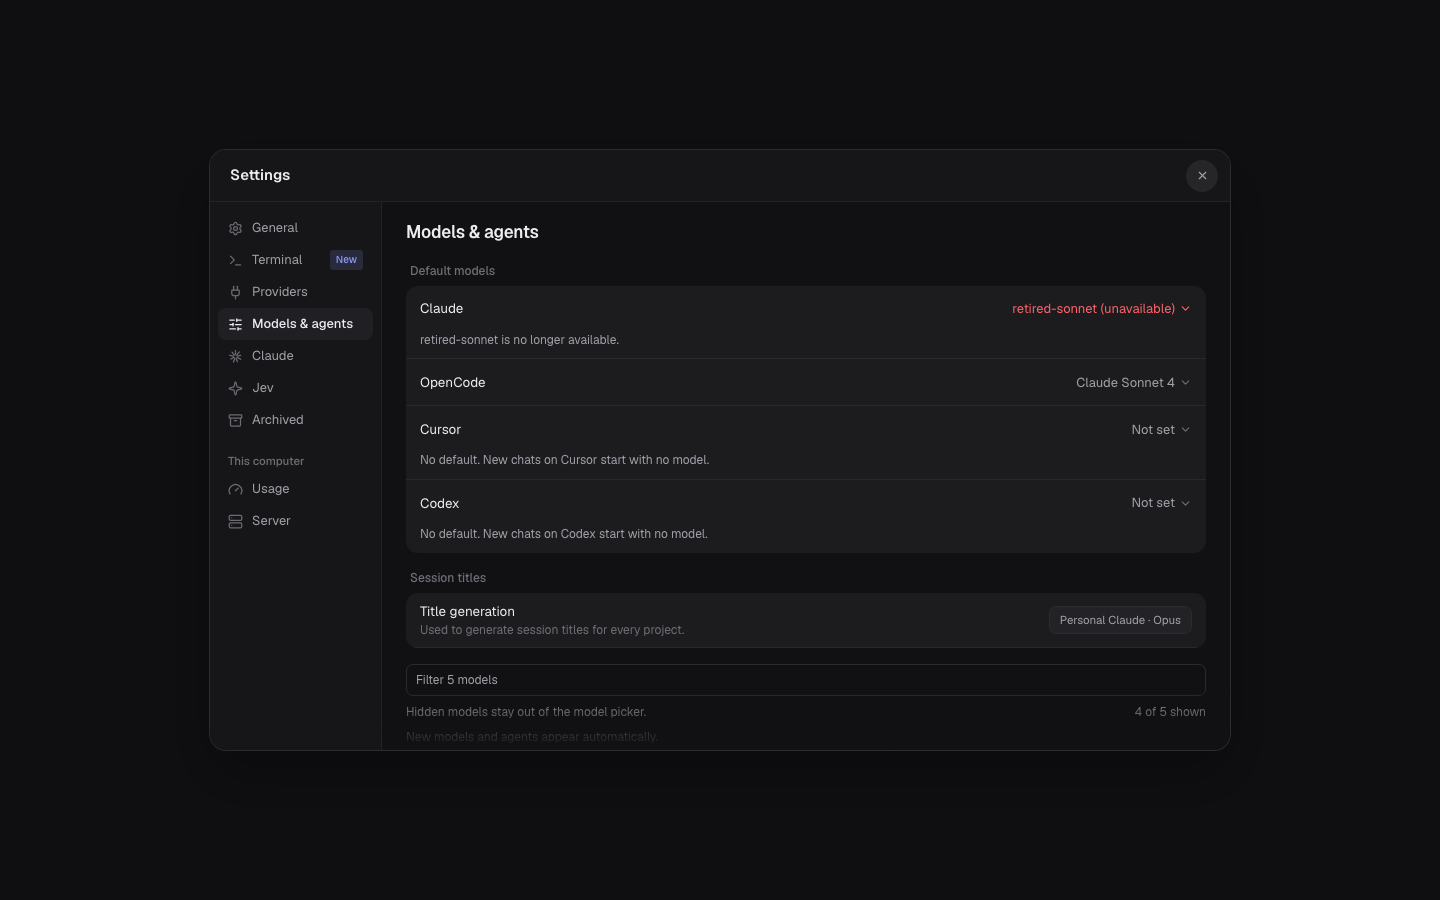 Settings
General
Terminal New
Providers
Models & agents
Claude
Jev
Archived
This computer
Usage
Server
Models & agents
Default models
Claude retired-sonnet (unavailable)
retired-sonnet is no longer available.
OpenCode Claude Sonnet 4
Cursor Not set
No default. New chats on Cursor start with no model.
Codex Not set
No default. New chats on Codex start with no model.
Session titles
Title generation
Used to generate session titles for every project.
Personal Claude · Opus
Filter 5 models
Hidden models stay out of the model picker. 4 of 5 shown
New models and agents appear automatically.